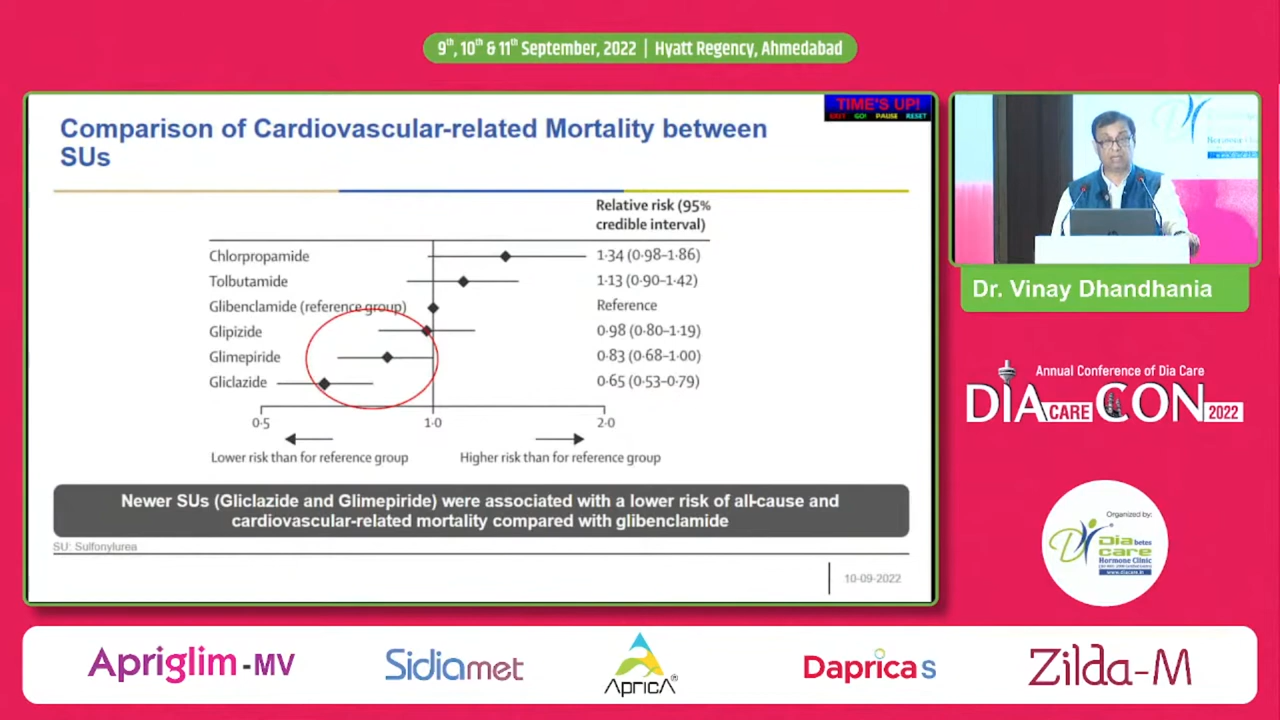 9th, 10th & 11th September, 2022 | Hyatt Regency, Ahmedabad
TIME'S UP!
EXIT GO! PAUSE RESET
Comparison of Cardiovascular-related Mortality between
SUs
Relative risk (95%
credible interval)
Chlorpropamide 1·34 (0·98–1·86)
Tolbutamide 1·13 (0·90–1·42)
Glibenclamide (reference group) Reference
Glipizide 0·98 (0·80–1·19)
Glimepiride 0·83 (0·68–1·00)
Gliclazide 0·65 (0·53–0·79)
0·5 1·0 2·0
Lower risk than for reference group Higher risk than for reference group
Newer SUs (Gliclazide and Glimepiride) were associated with a lower risk of all-cause and
cardiovascular-related mortality compared with glibenclamide
SU: Sulfonylurea
10-09-2022
Dr. Vinay Dhandhania
Annual Conference of Dia Care
DIA CARE CON 2022
Organized by:
Diabetes
care
Hormone Clinic
www.diacare.in
Apriglim-MV
Sidiamet
APRICA®
Daprica S
Zilda-M